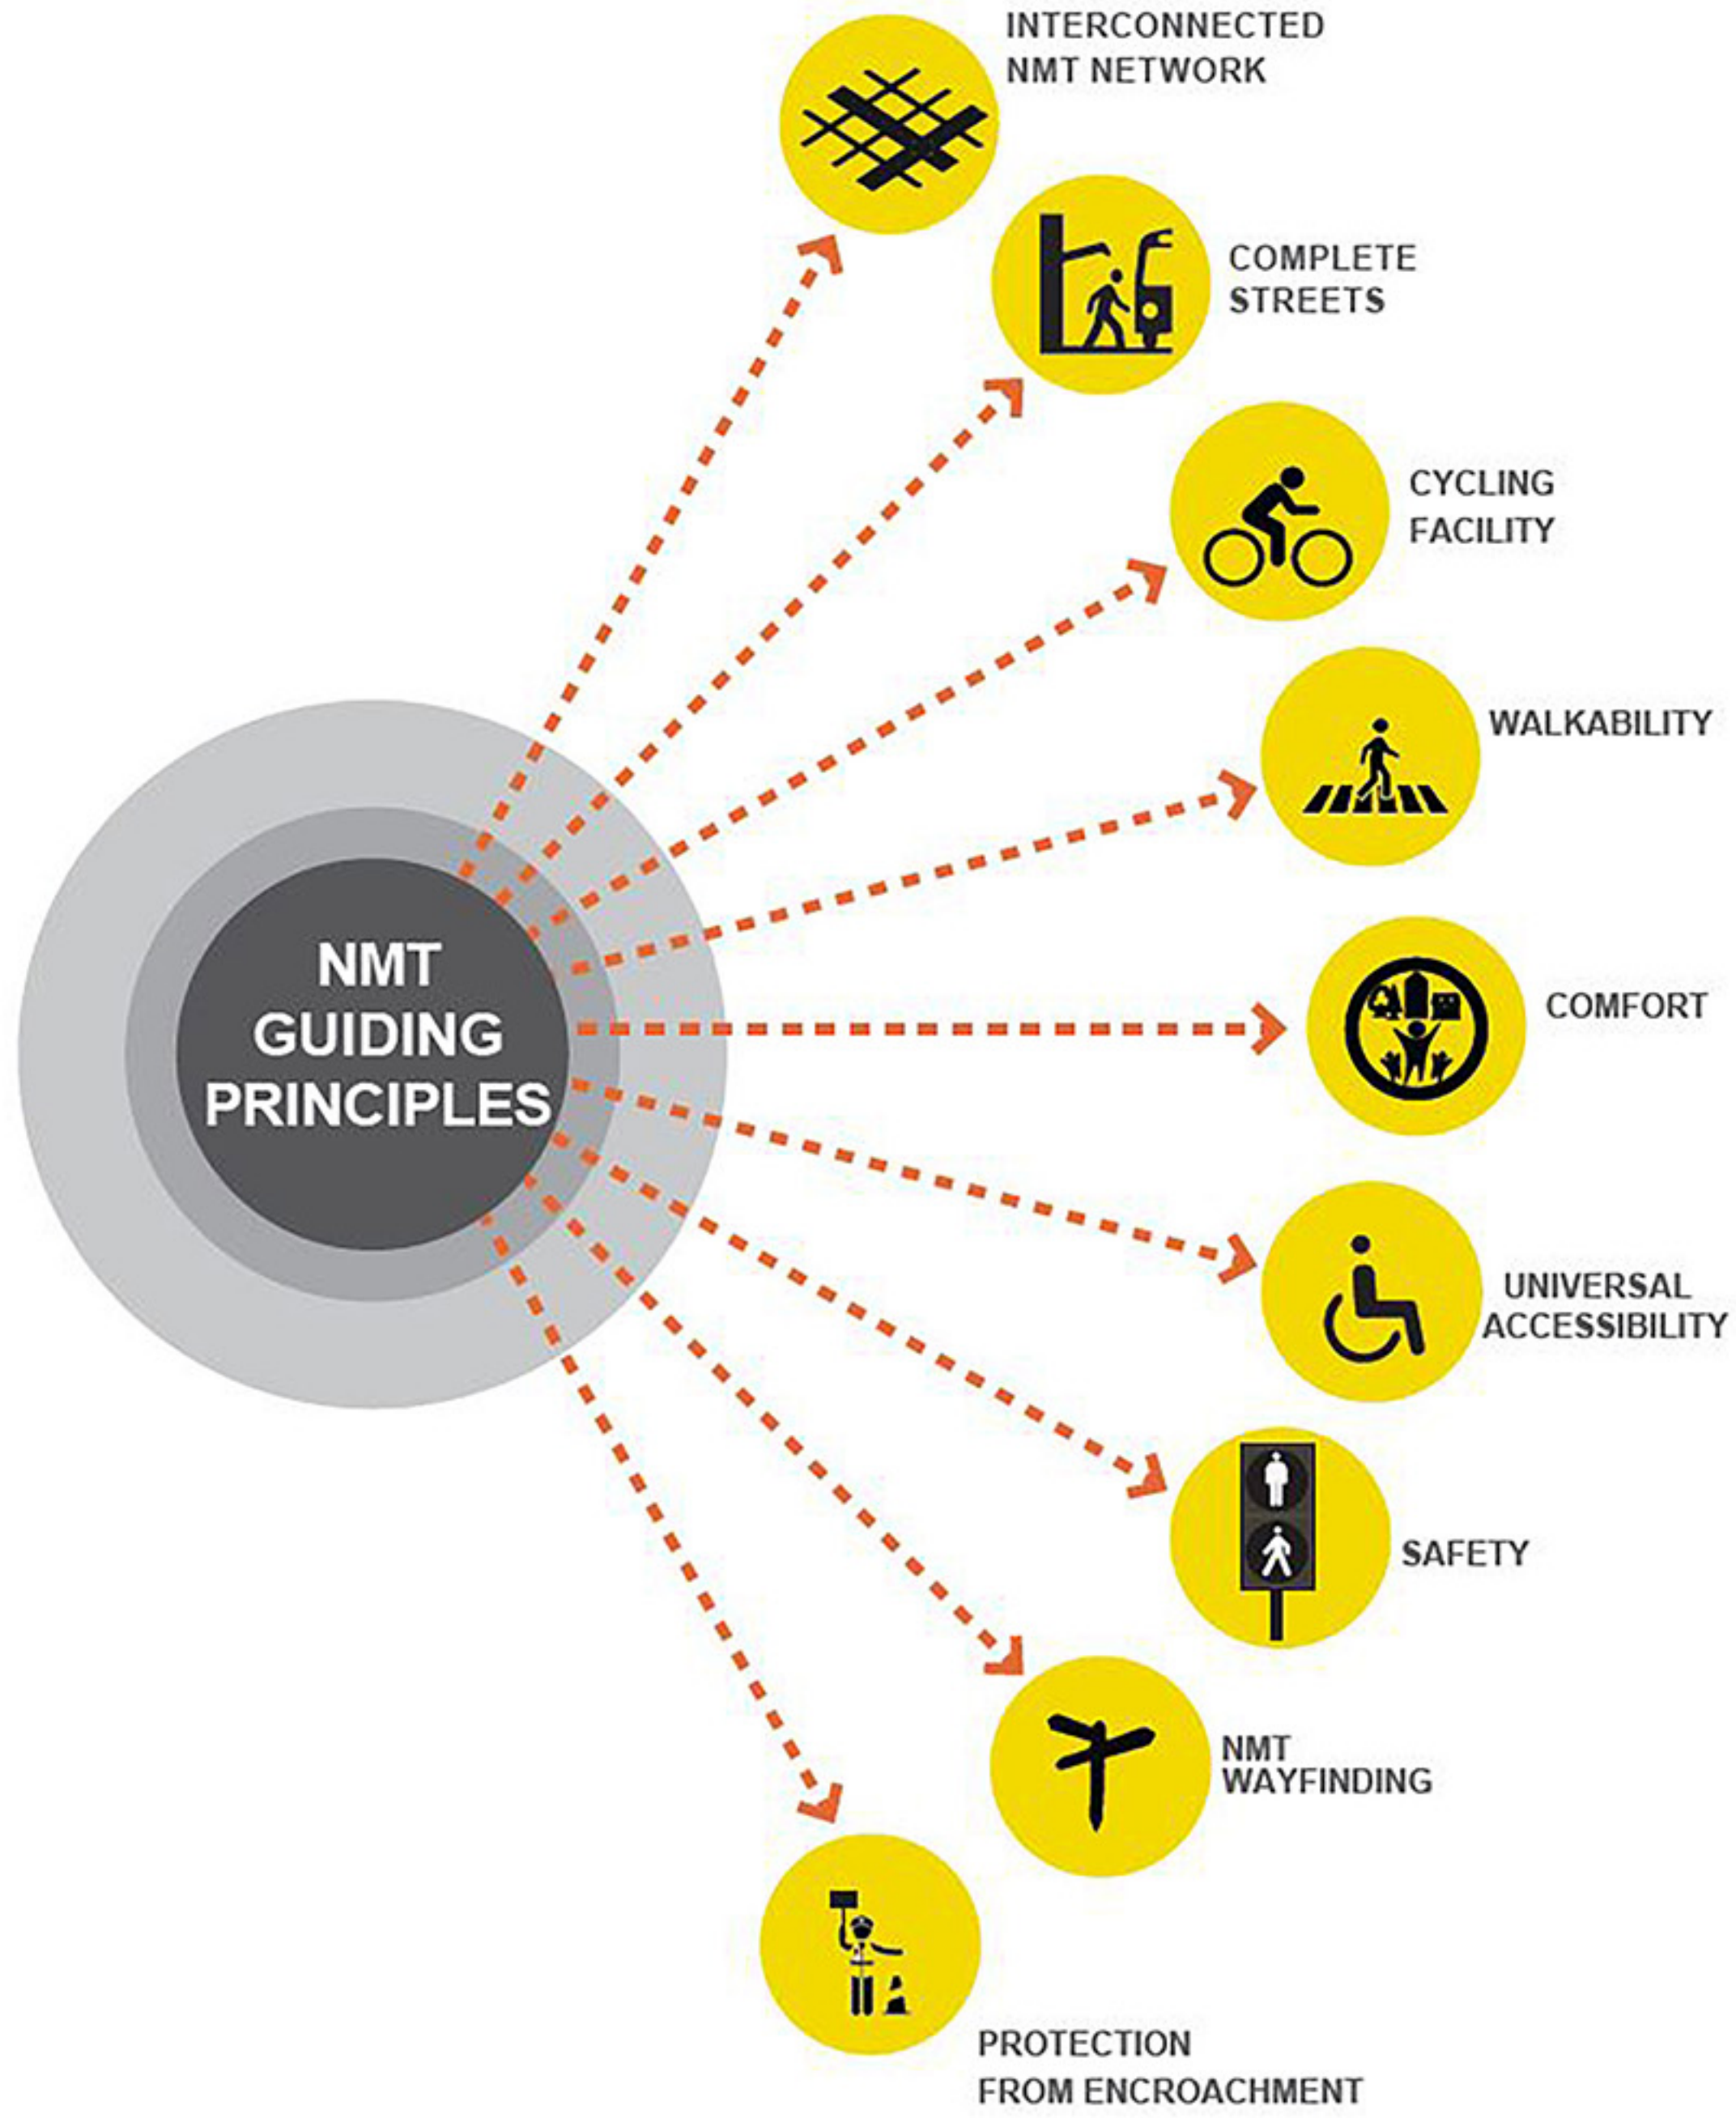 INTERCONNECTED
NMT NETWORK
COMPLETE
STREETS
CYCLING
FACILITY
WALKABILITY
NMT
GUIDING
PRINCIPLES
COMFORT
UNIVERSAL
ACCESSIBILITY
SAFETY
NMT
WAYFINDING
PROTECTION
FROM ENCROACHMENT